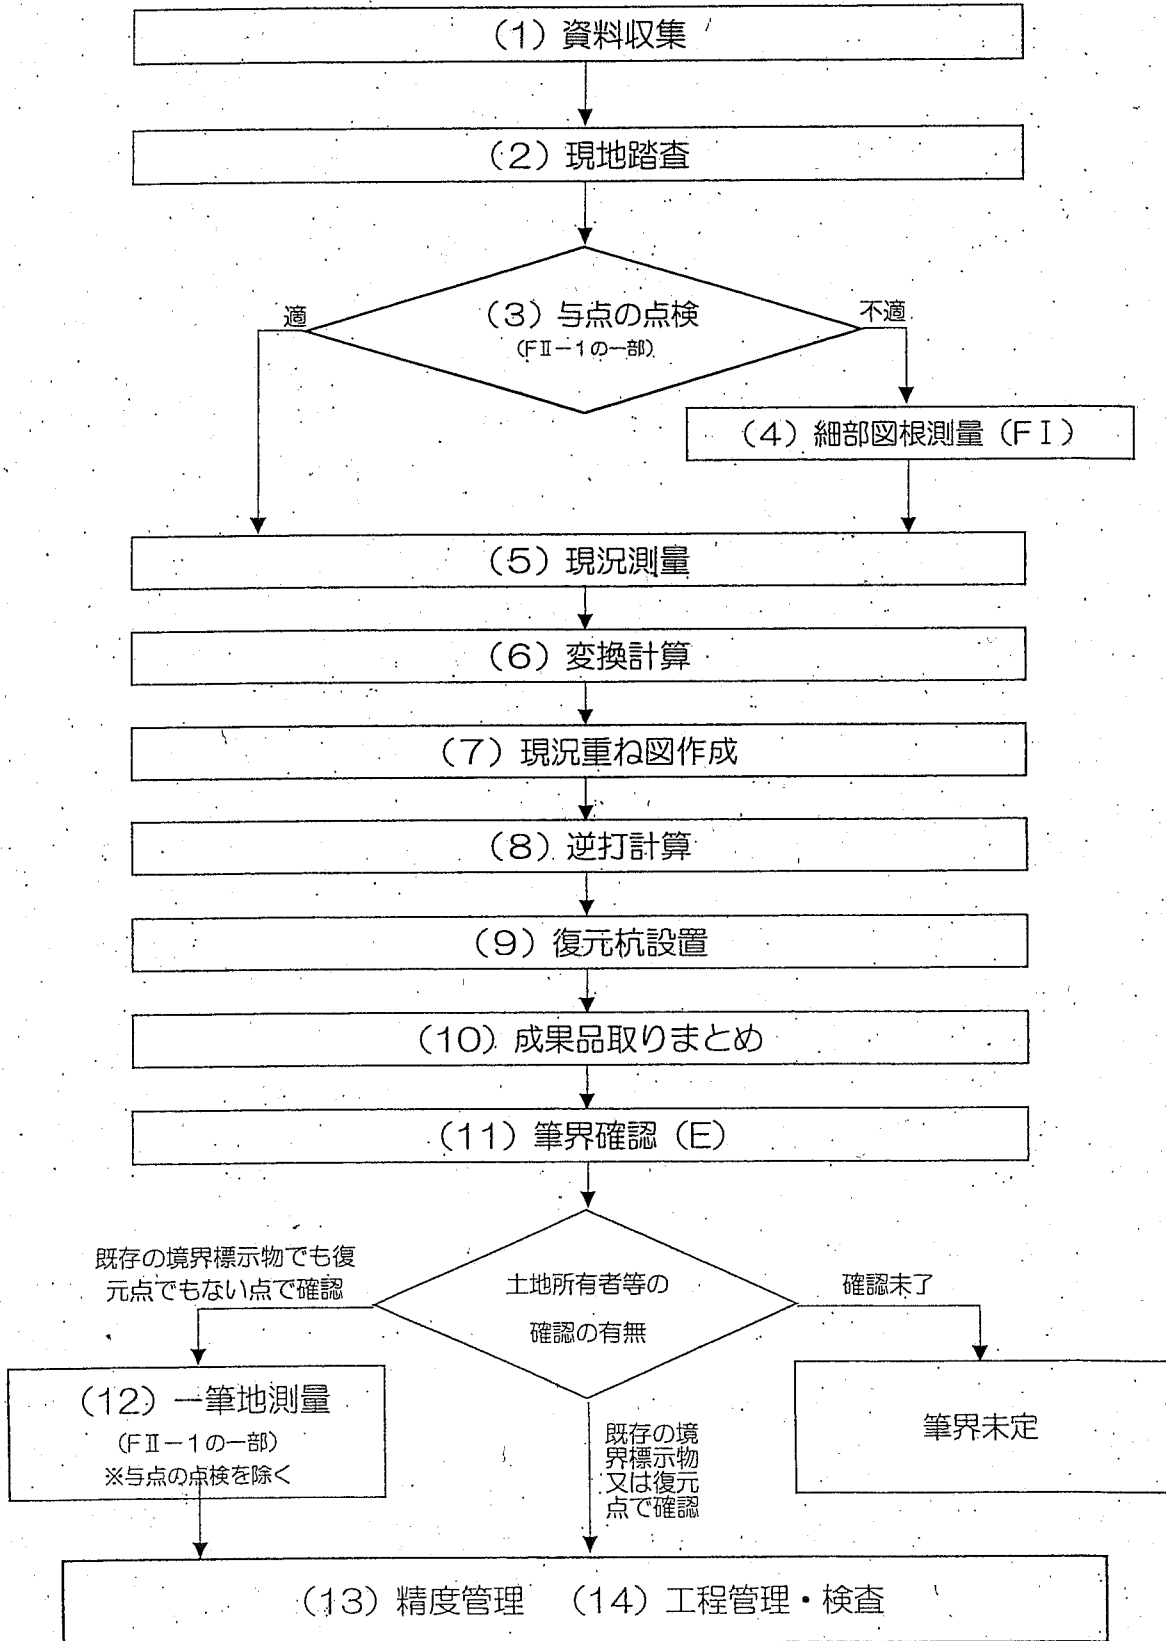 （1）資料収集
（2）現地踏査
（3）与点の点検
（FⅡ－1の一部）
適
不適
（4）細部図根測量（FⅠ）
（5）現況測量
（6）変換計算
（7）現況重ね図作成
（8）逆打計算
（9）復元杭設置
（10）成果品取りまとめ
（11）筆界確認（E）
土地所有者等の
確認の有無
既存の境界標示物でも復
元点でもない点で確認
確認未了
（12）一筆地測量
（FⅡ－1の一部）
※与点の点検を除く
既存の境
界標示物
又は復元
点で確認
筆界未定
（13）精度管理　（14）工程管理・検査